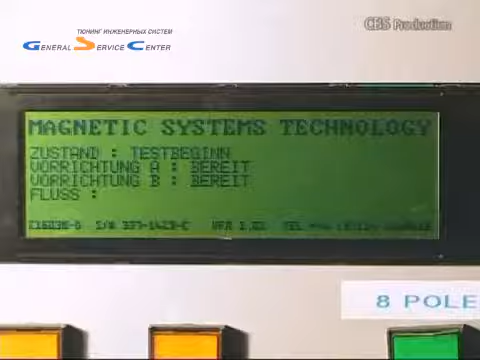 ТЮНИНГ ИНЖЕНЕРНЫХ СИСТЕМ
GENERAL SERVICE CENTER
CBS Production
MAGNETIC SYSTEMS TECHNOLOGY
ZUSTAND : TESTBEGINN
VORRICHTUNG A : BEREIT
VORRICHTUNG B : BEREIT
FLUSS :
8 POLE